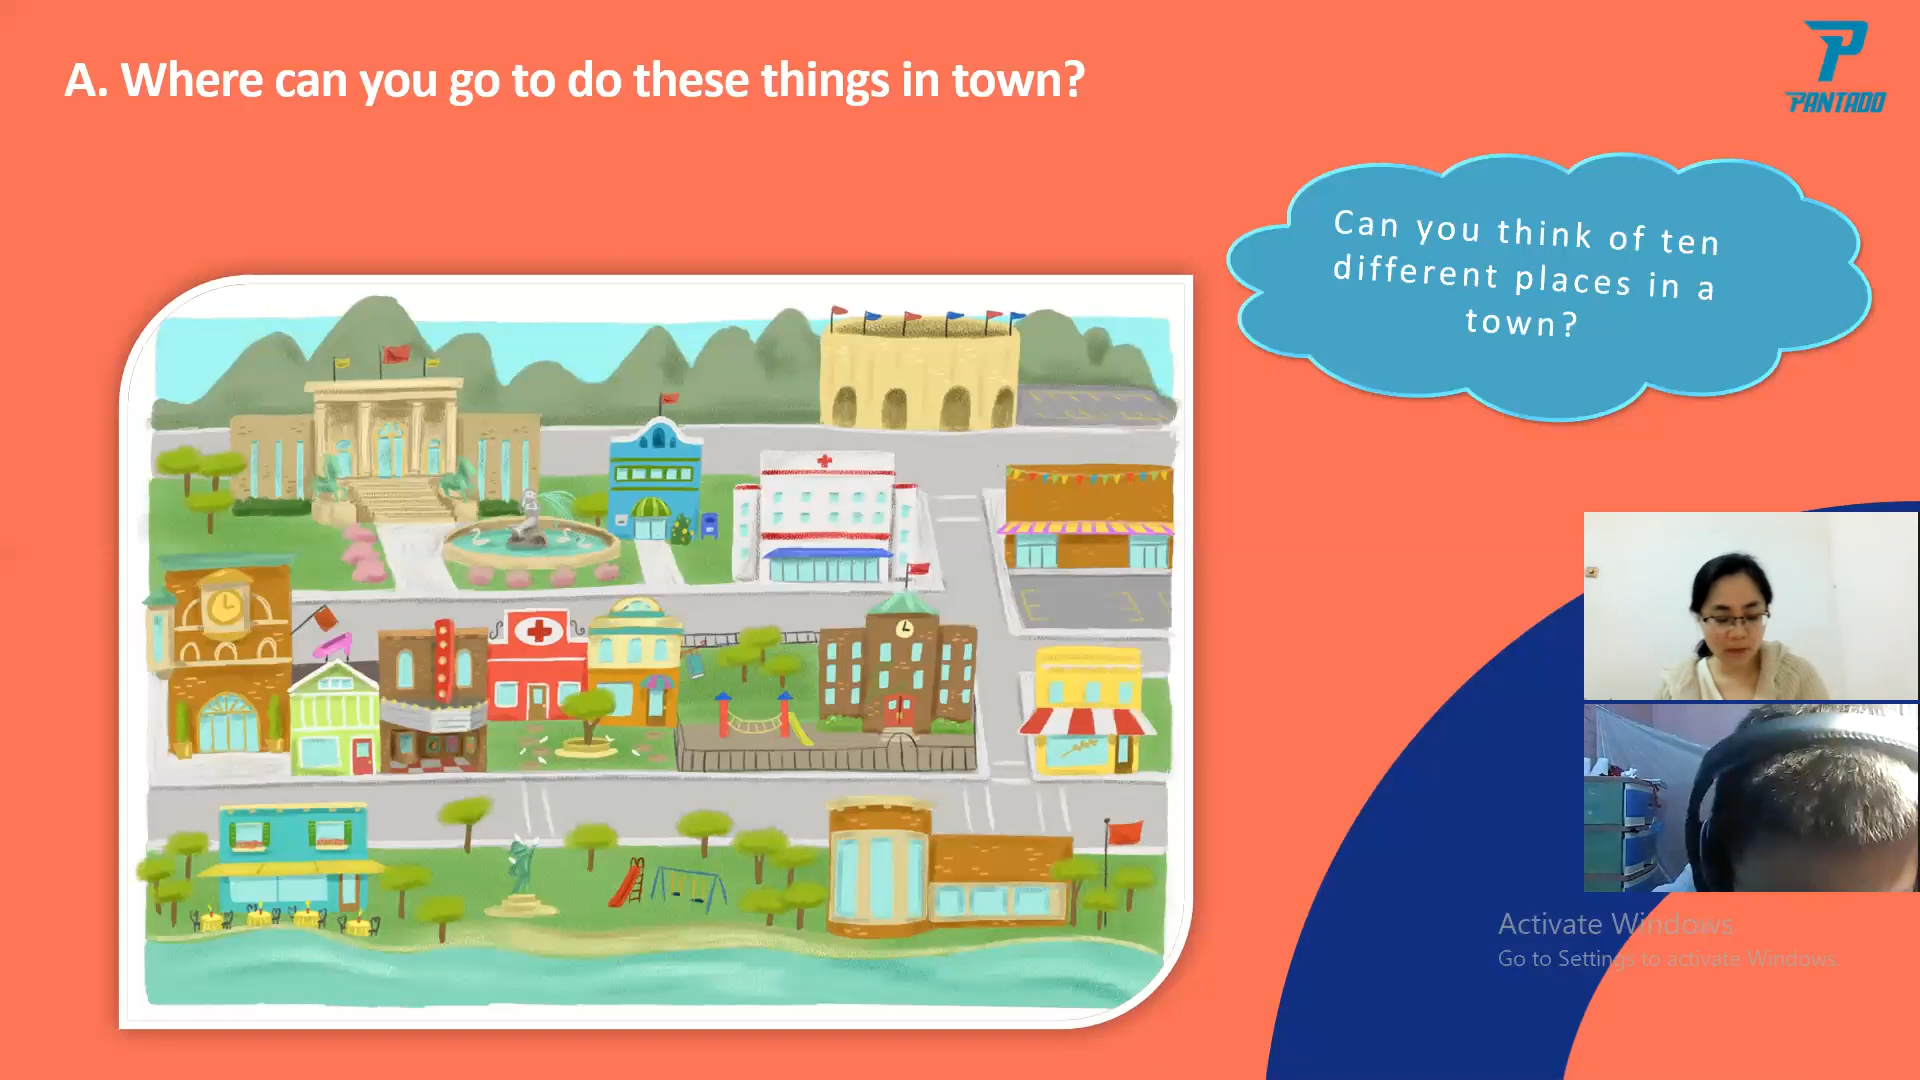 A. Where can you go to do these things in town?
PANTADO
Can you think of ten
different places in a
town?
Activate Windows
Go to Settings to activate Windows.